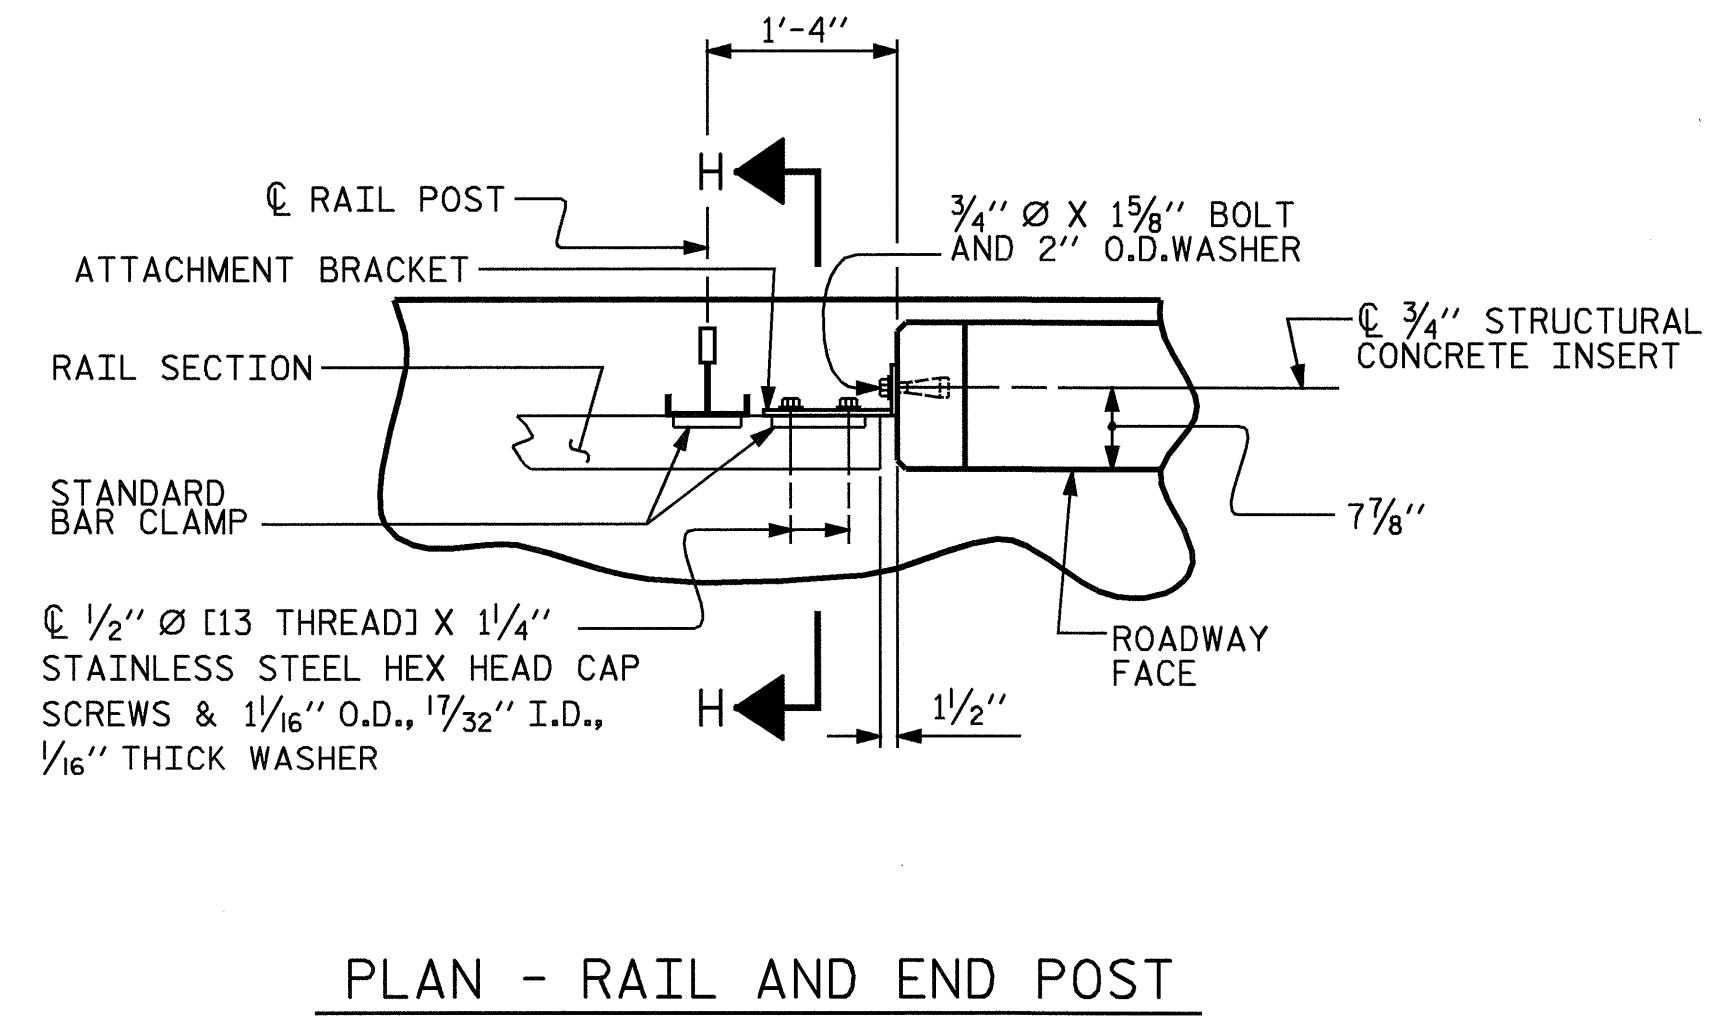 1'-4"
H
℄ RAIL POST
3/4" Ø X 1 5/8" BOLT
AND 2" O.D. WASHER
ATTACHMENT BRACKET
℄ 3/4" STRUCTURAL
CONCRETE INSERT
RAIL SECTION
STANDARD
BAR CLAMP
7 7/8"
℄ 1/2" Ø [13 THREAD] X 1 1/4"
STAINLESS STEEL HEX HEAD CAP
SCREWS & 1 1/16" O.D., 17/32" I.D.,
1/16" THICK WASHER
ROADWAY
FACE
H
1 1/2"
PLAN - RAIL AND END POST